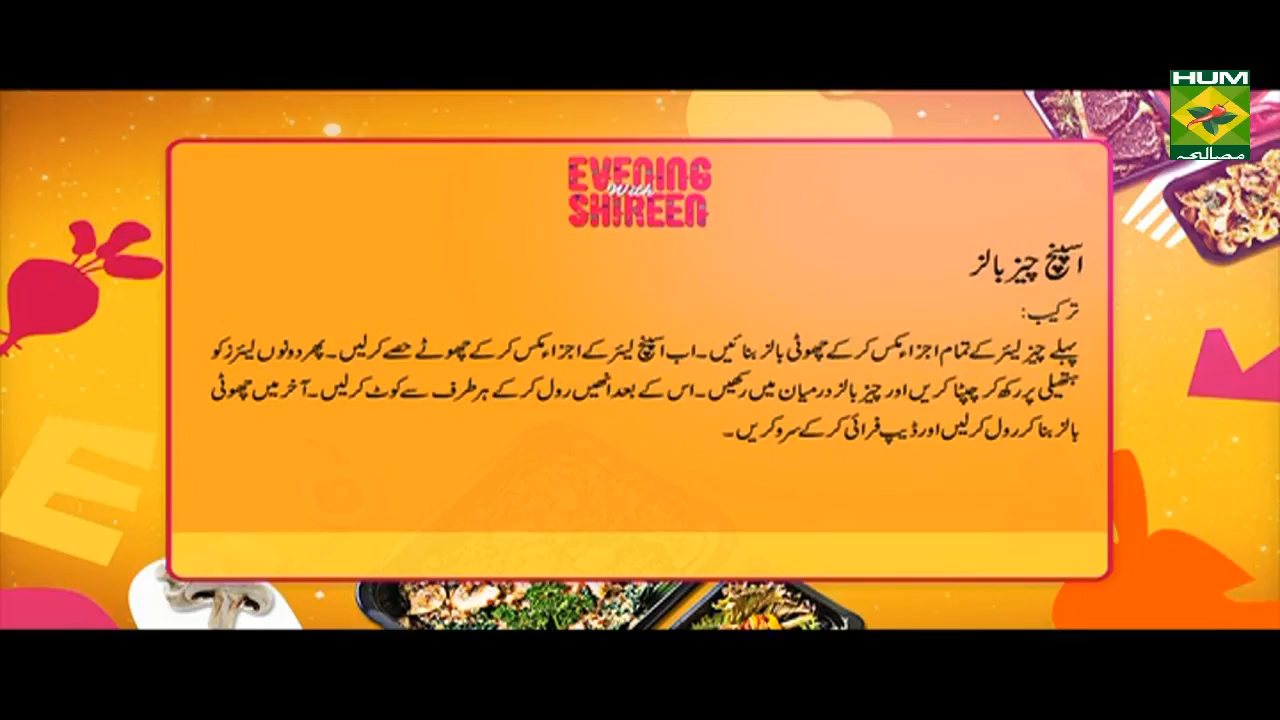 HUM
مصالحہ
EVENING
With
SHIREEN
اسپنچ چیز بالز
ترکیب:
پہلے چیز لیئر کے تمام اجزاء مکس کر کے چھوٹی بالز بنائیں۔ اب اسپنچ لیئر کے اجزاء مکس کر کے چھوٹے حصے کرلیں۔ پھر دونوں لیئرز کو
ہتھیلی پر رکھ کر چپٹا کریں اور چیز بالز درمیان میں رکھیں۔ اس کے بعد انھیں رول کر کے ہر طرف سے کوٹ کرلیں۔ آخر میں چھوٹی
بالز بنا کر رول کرلیں اور ڈیپ فرائی کر کے سرو کریں۔